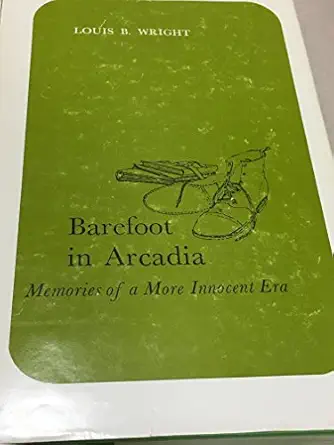 LOUIS B. WRIGHT
Barefoot
in Arcadia
Memories of a More Innocent Era